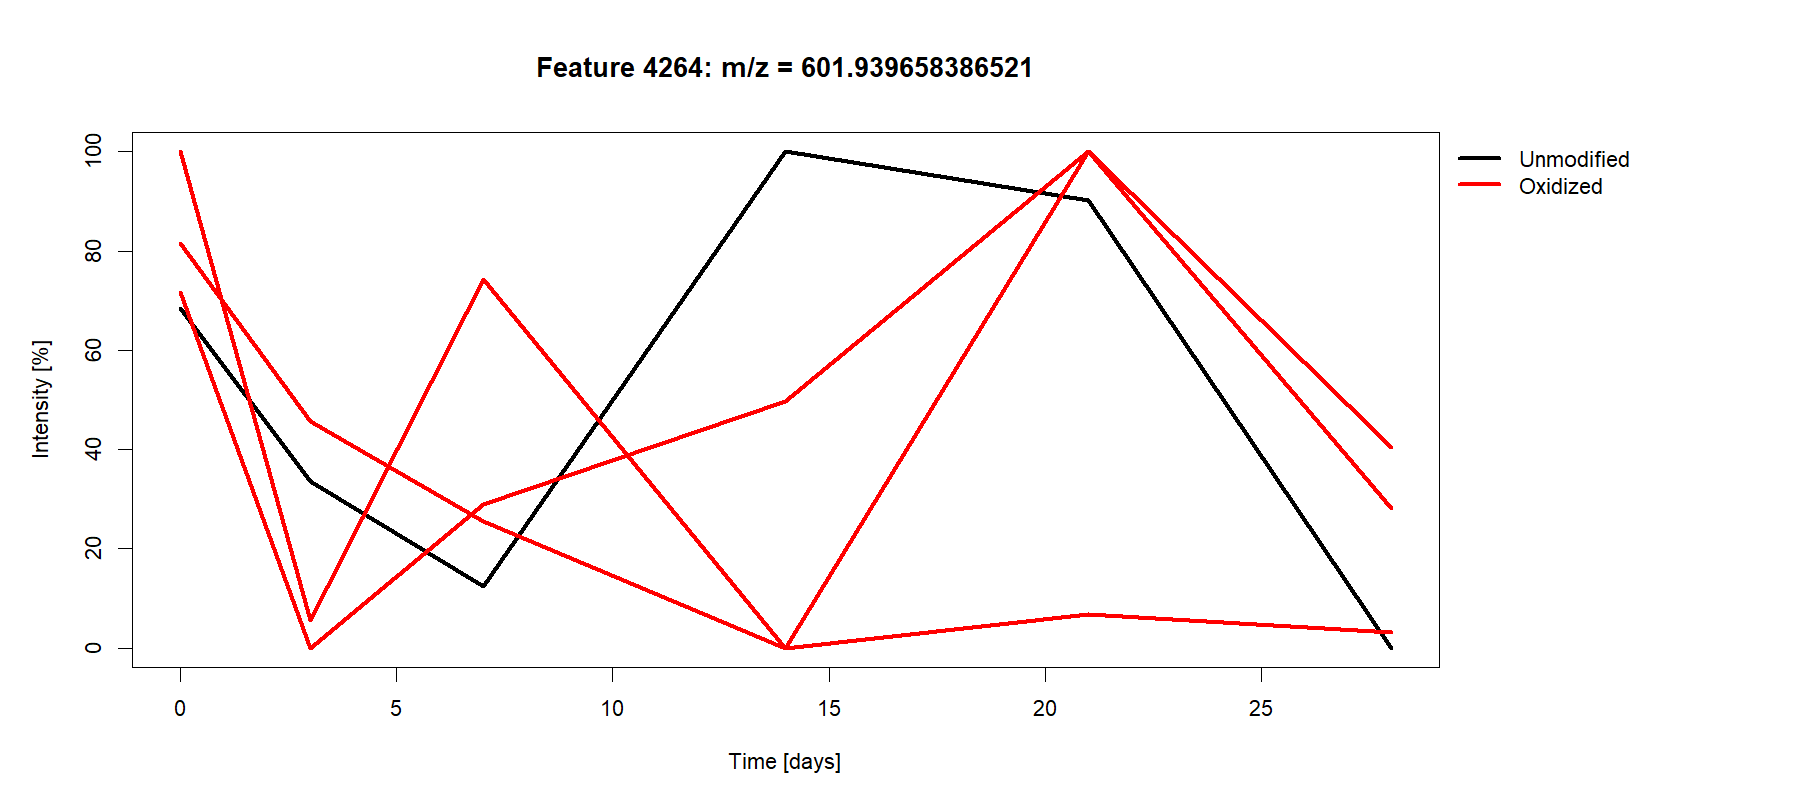 Feature 4264: m/z = 601.939658386521
Unmodified
Oxidized
Intensity [%]
100
80
60
40
20
0
0 5 10 15 20 25
Time [days]